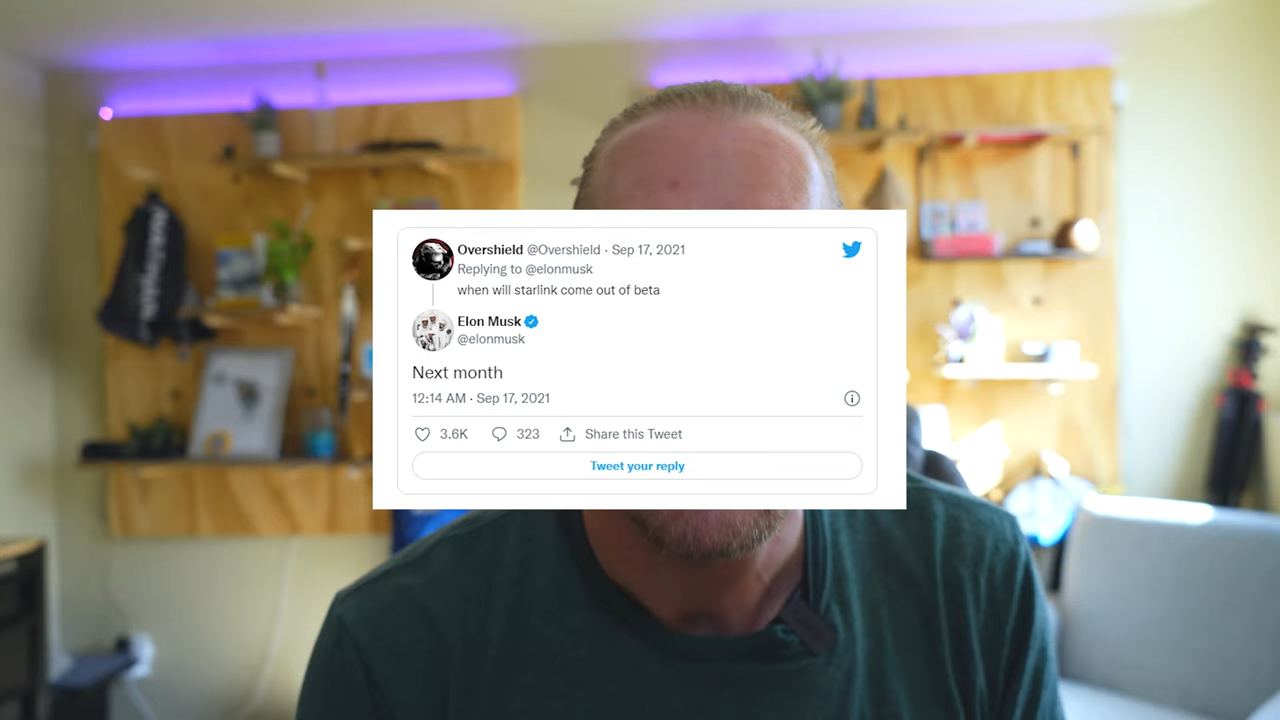 Overshield @Overshield · Sep 17, 2021
Replying to @elonmusk
when will starlink come out of beta
Elon Musk
@elonmusk
Next month
12:14 AM · Sep 17, 2021
3.6K 323 Share this Tweet
Tweet your reply